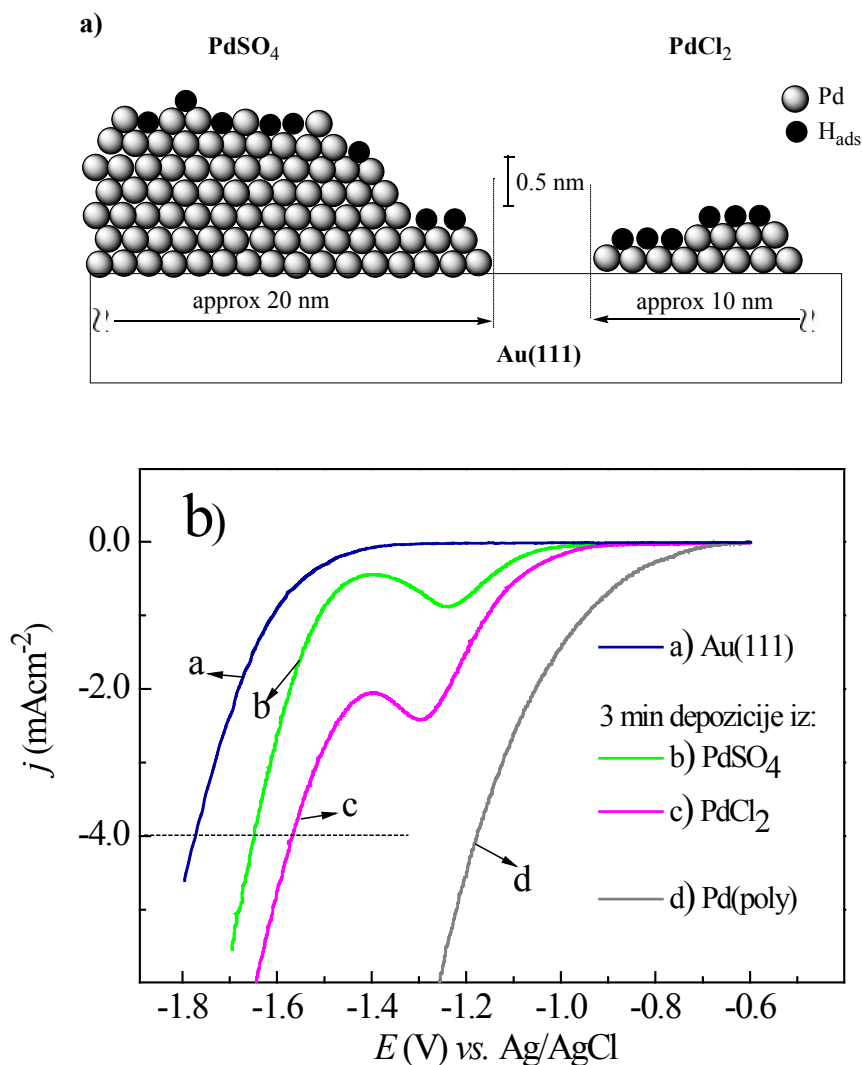 a)
PdSO₄
PdCl₂
Pd
H_ads
0.5 nm
approx 20 nm
approx 10 nm
Au(111)
b)
j (mAcm⁻²)
0.0
-2.0
-4.0
a
b
c
d
a) Au(111)
3 min depozicije iz:
b) PdSO₄
c) PdCl₂
d) Pd(poly)
-1.8 -1.6 -1.4 -1.2 -1.0 -0.8 -0.6
E (V) vs. Ag/AgCl